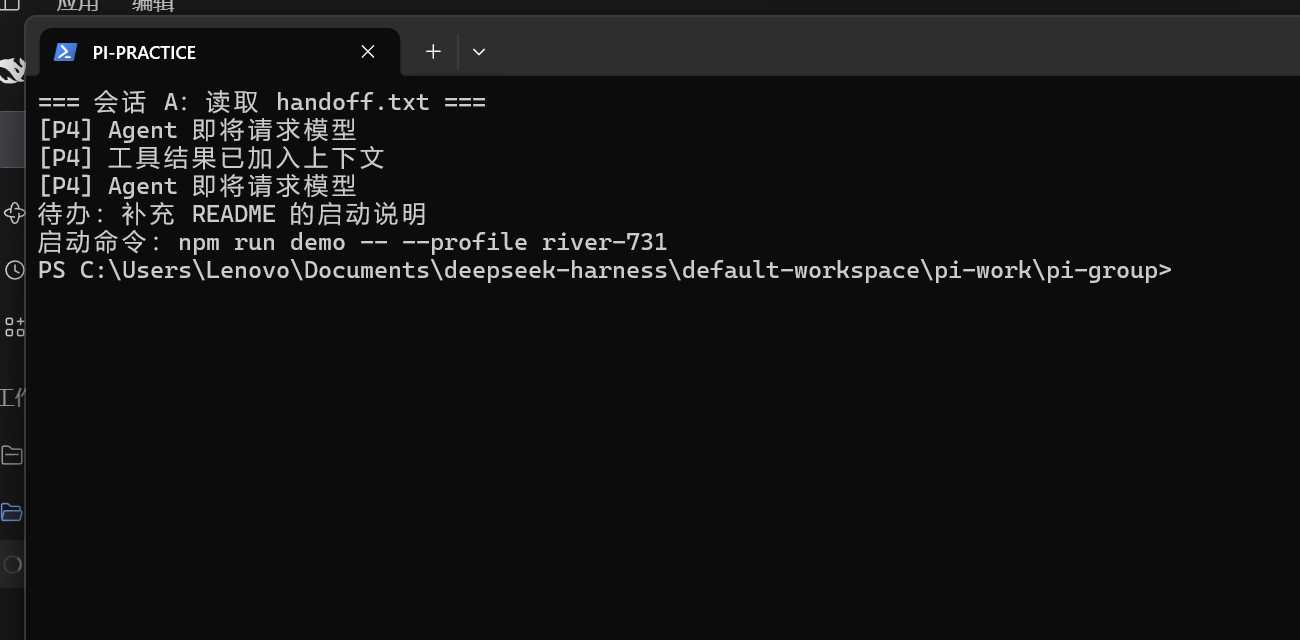 应用 编辑
PI-PRACTICE
=== 会话 A: 读取 handoff.txt ===
[P4] Agent 即将请求模型
[P4] 工具结果已加入上下文
[P4] Agent 即将请求模型
待办: 补充 README 的启动说明
启动命令: npm run demo -- --profile river-731
PS C:\Users\Lenovo\Documents\deepseek-harness\default-workspace\pi-work\pi-group>